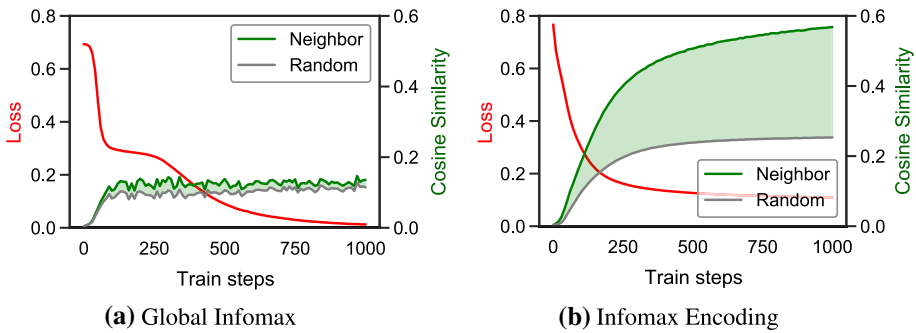 0.8
0.6
0.4
0.2
0.0
Loss
0.6
0.4
0.2
0.0
Cosine Similarity
Neighbor
Random
0 250 500 750 1000
Train steps
(a) Global Infomax
0.8
0.6
0.4
0.2
0.0
Loss
0.6
0.4
0.2
0.0
Cosine Similarity
Neighbor
Random
0 250 500 750 1000
Train steps
(b) Infomax Encoding